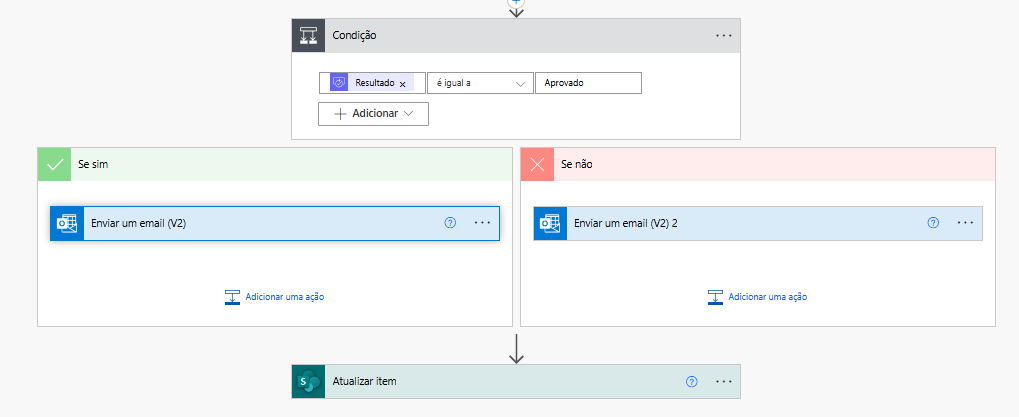 Condição
Resultado
é igual a
Aprovado
Adicionar
Se sim
Enviar um email (V2)
Adicionar uma ação
Se não
Enviar um email (V2) 2
Adicionar uma ação
Atualizar item